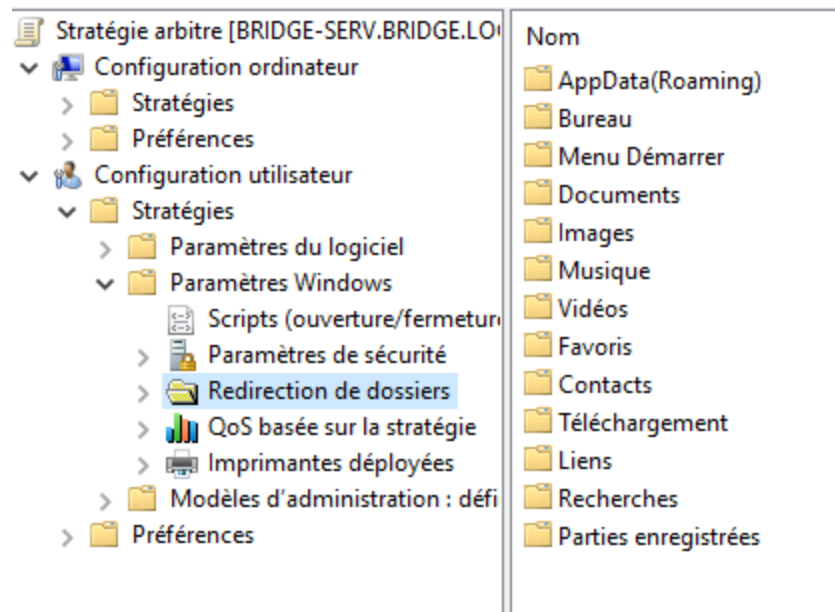 Stratégie arbitre [BRIDGE-SERV.BRIDGE.LO
Configuration ordinateur
Stratégies
Préférences
Configuration utilisateur
Stratégies
Paramètres du logiciel
Paramètres Windows
Scripts (ouverture/fermeture
Paramètres de sécurité
Redirection de dossiers
QoS basée sur la stratégie
Imprimantes déployées
Modèles d'administration : défi
Préférences
Nom
AppData(Roaming)
Bureau
Menu Démarrer
Documents
Images
Musique
Vidéos
Favoris
Contacts
Téléchargement
Liens
Recherches
Parties enregistrées